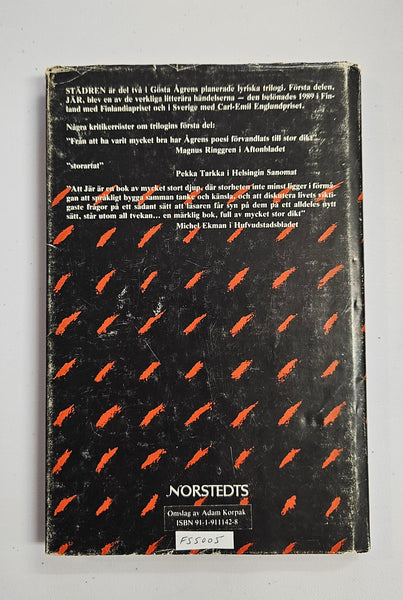 STÄDREN är del två i Gösta Ågrens planerade lyriska trilogi. Första delen,
JÄR, blev en av de verkliga litterära händelserna – den belönades 1989 i Fin-
land med Finlandiapriset och i Sverige med Carl-Emil Englundpriset.
Några kritikerröster om trilogins första del:
"Från att ha varit mycket bra har Ågrens poesi förvandlats till stor dikt".
Magnus Ringgren i Aftonbladet
"storartat"
Pekka Tarkka i Helsingin Sanomat
"Att Jär är en bok av mycket stort djup, där storheten inte minst ligger i förmå-
gan att språkligt bygga samman tanke och känsla, och att diskutera livets vikti-
gaste frågor på ett sådant sätt att läsaren får syn på dem på ett alldeles nytt
sätt, står utom all tvekan... en märklig bok, full av mycket stor dikt"
Michel Ekman i Hufvudstadsbladet
NORSTEDTS
Omslag av Adam Korpak
ISBN 91-1-911142-8
FSS005